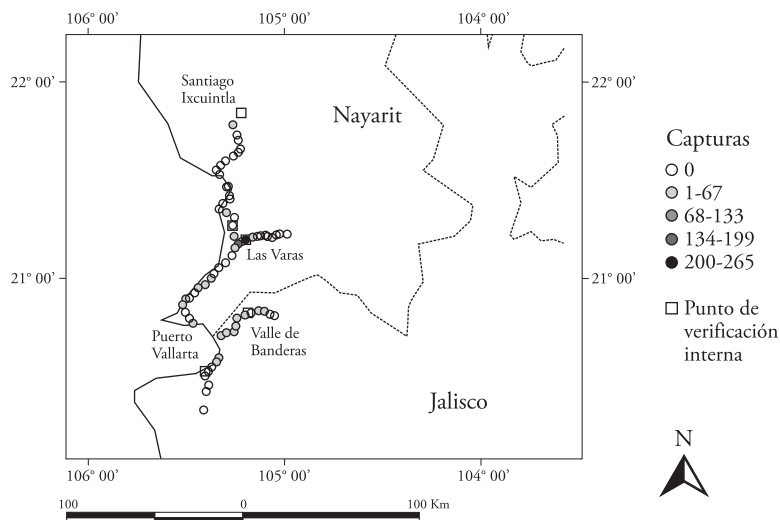 106° 00' 105° 00' 104° 00'
22° 00' 22° 00'
Santiago
Ixcuintla
Nayarit
Las Varas
21° 00' 21° 00'
Puerto
Vallarta
Valle de
Banderas
Jalisco
106° 00' 105° 00' 104° 00'
100 0 100 Km
Capturas
0
1-67
68-133
134-199
200-265
Punto de
verificación
interna
N